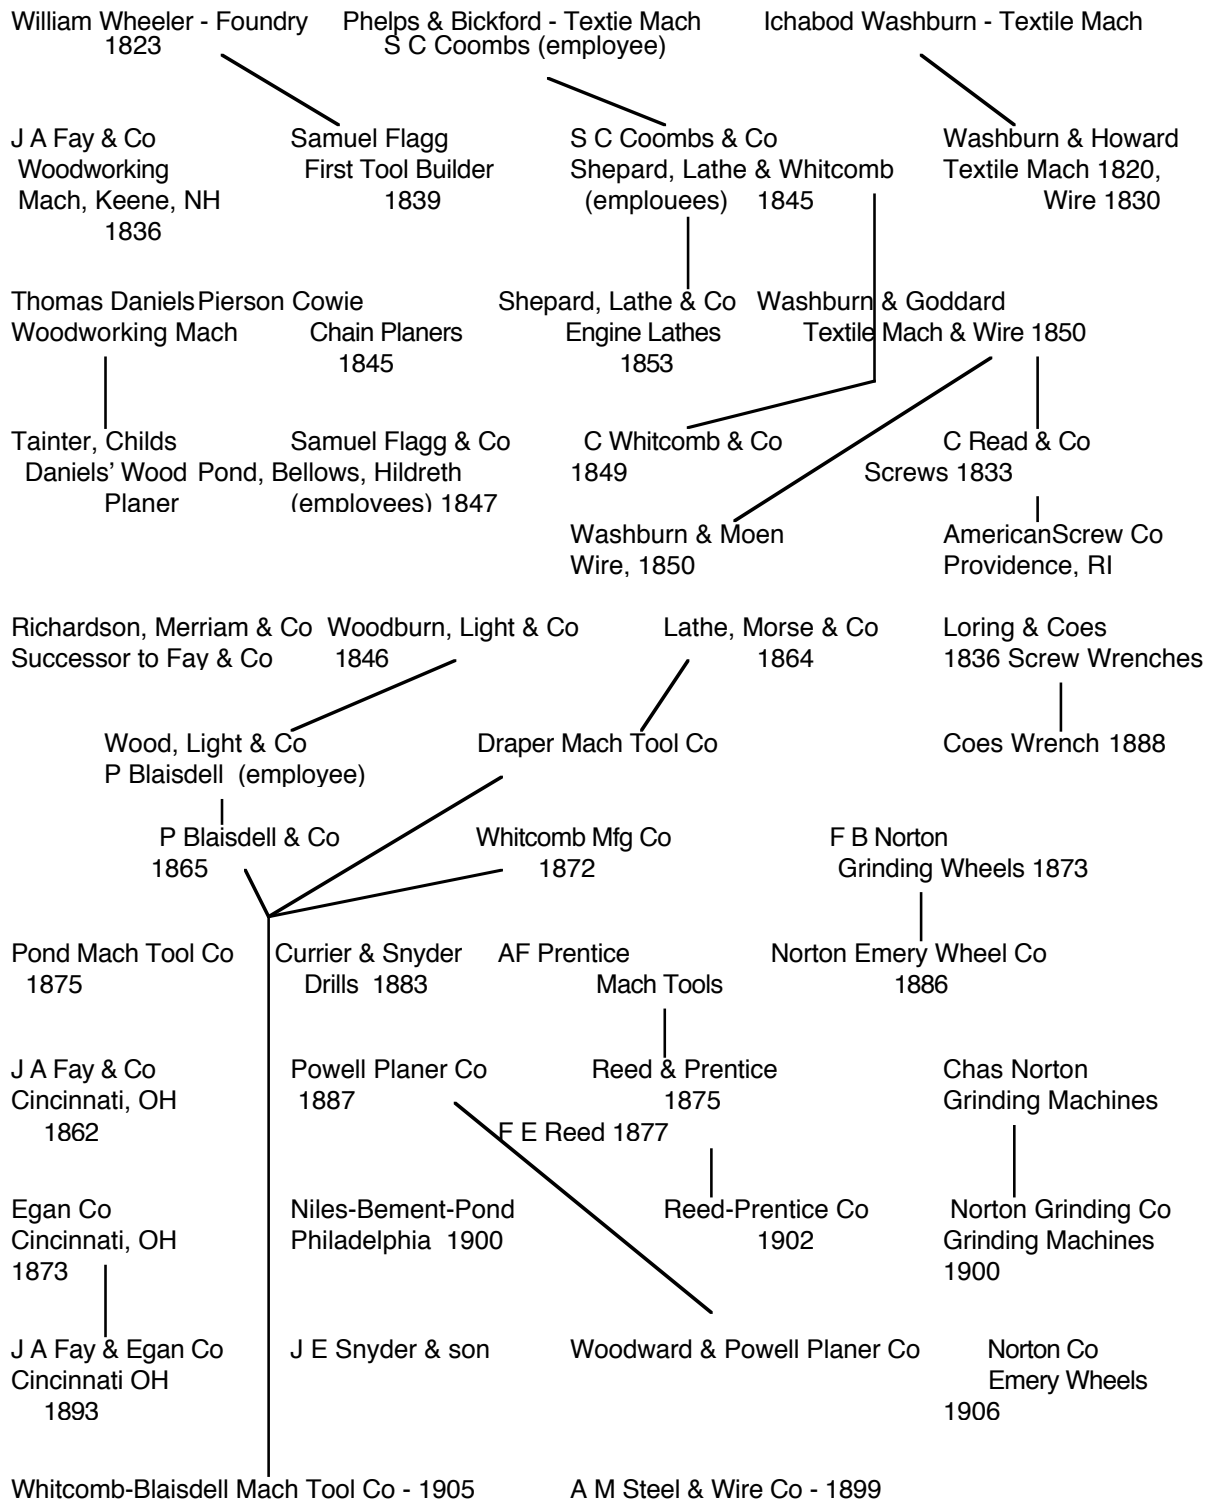 William Wheeler - Foundry
1823
Phelps & Bickford - Textie Mach
S C Coombs (employee)
Ichabod Washburn - Textile Mach
J A Fay & Co
Woodworking
Mach, Keene, NH
1836
Samuel Flagg
First Tool Builder
1839
S C Coombs & Co
Shepard, Lathe & Whitcomb
(emplouees) 1845
Washburn & Howard
Textile Mach 1820,
Wire 1830
Thomas Daniels
Woodworking Mach
Pierson Cowie
Chain Planers
1845
Shepard, Lathe & Co
Engine Lathes
1853
Washburn & Goddard
Textile Mach & Wire 1850
Tainter, Childs
Daniels' Wood
Planer
Samuel Flagg & Co
Pond, Bellows, Hildreth
(employees) 1847
C Whitcomb & Co
1849
C Read & Co
Screws 1833
Washburn & Moen
Wire, 1850
AmericanScrew Co
Providence, RI
Richardson, Merriam & Co
Successor to Fay & Co
Woodburn, Light & Co
1846
Lathe, Morse & Co
1864
Loring & Coes
1836 Screw Wrenches
Wood, Light & Co
P Blaisdell (employee)
Draper Mach Tool Co
Coes Wrench 1888
P Blaisdell & Co
1865
Whitcomb Mfg Co
1872
F B Norton
Grinding Wheels 1873
Pond Mach Tool Co
1875
Currier & Snyder
Drills 1883
AF Prentice
Mach Tools
Norton Emery Wheel Co
1886
J A Fay & Co
Cincinnati, OH
1862
Powell Planer Co
1887
Reed & Prentice
1875
F E Reed 1877
Chas Norton
Grinding Machines
Egan Co
Cincinnati, OH
1873
Niles-Bement-Pond
Philadelphia 1900
Reed-Prentice Co
1902
Norton Grinding Co
Grinding Machines
1900
J A Fay & Egan Co
Cincinnati OH
1893
J E Snyder & son
Woodward & Powell Planer Co
Norton Co
Emery Wheels
1906
Whitcomb-Blaisdell Mach Tool Co - 1905
A M Steel & Wire Co - 1899